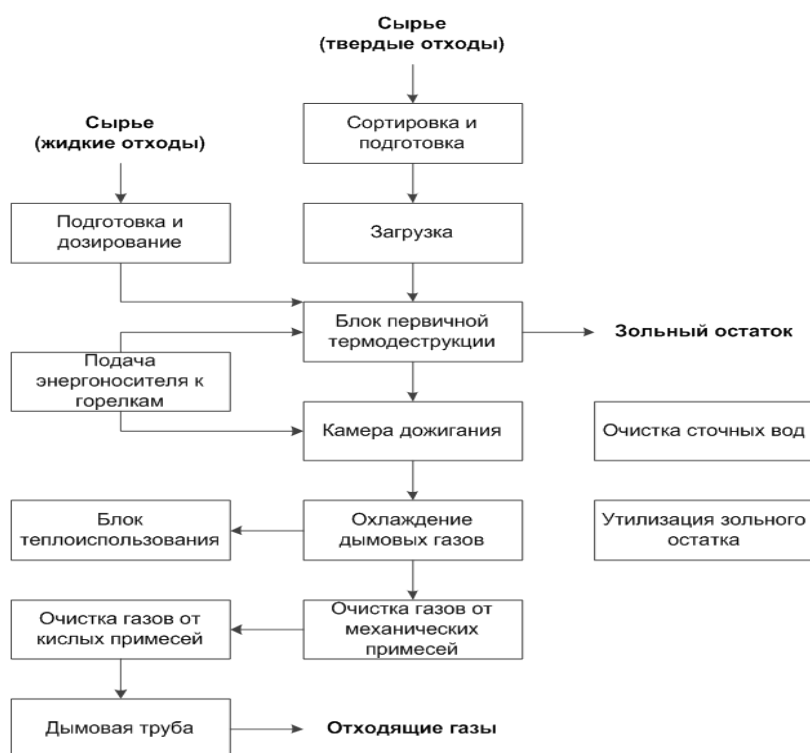 Сырье
(твердые отходы)
Сырье
(жидкие отходы)
Сортировка и
подготовка
Подготовка и
дозирование
Загрузка
Блок первичной
термодеструкции
Зольный остаток
Подача
энергоносителя к
горелкам
Камера дожигания
Очистка сточных вод
Блок
теплоиспользования
Охлаждение
дымовых газов
Утилизация зольного
остатка
Очистка газов от
кислых примесей
Очистка газов от
механических
примесей
Дымовая труба
Отходящие газы